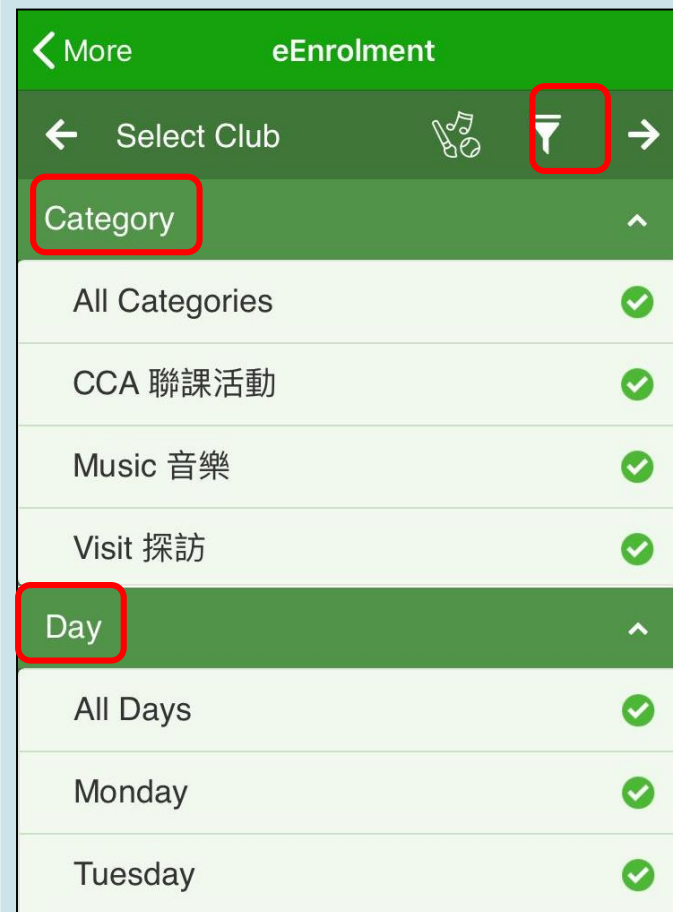 More eEnrolment
Select Club
Category
All Categories
CCA 聯課活動
Music 音樂
Visit 探訪
Day
All Days
Monday
Tuesday